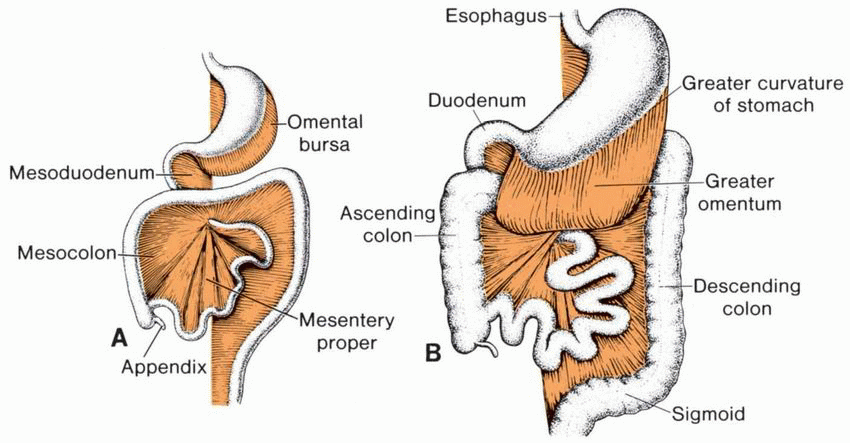 Omental
bursa
Mesoduodenum
Mesocolon
Mesentery
proper
A
Appendix
Esophagus
Greater curvature
of stomach
Duodenum
Greater
omentum
Ascending
colon
Descending
colon
B
Sigmoid